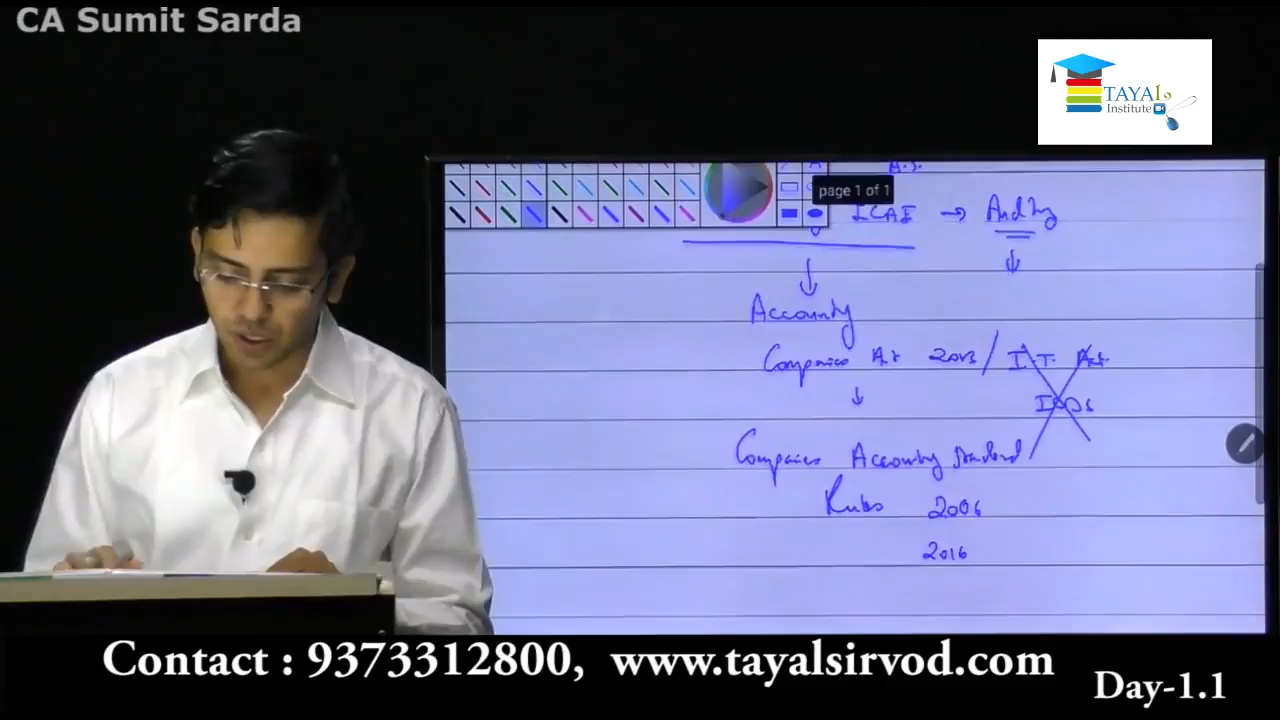 CA Sumit Sarda
TAYAL
Institute
A.S.
page 1 of 1
ICAI → Auditing
Accounting
Companies Act 2013 / I.T. Act
ICDS
Companies Accounting Standard
Rules 2006
2016
Contact : 9373312800, www.tayalsirvod.com
Day-1.1